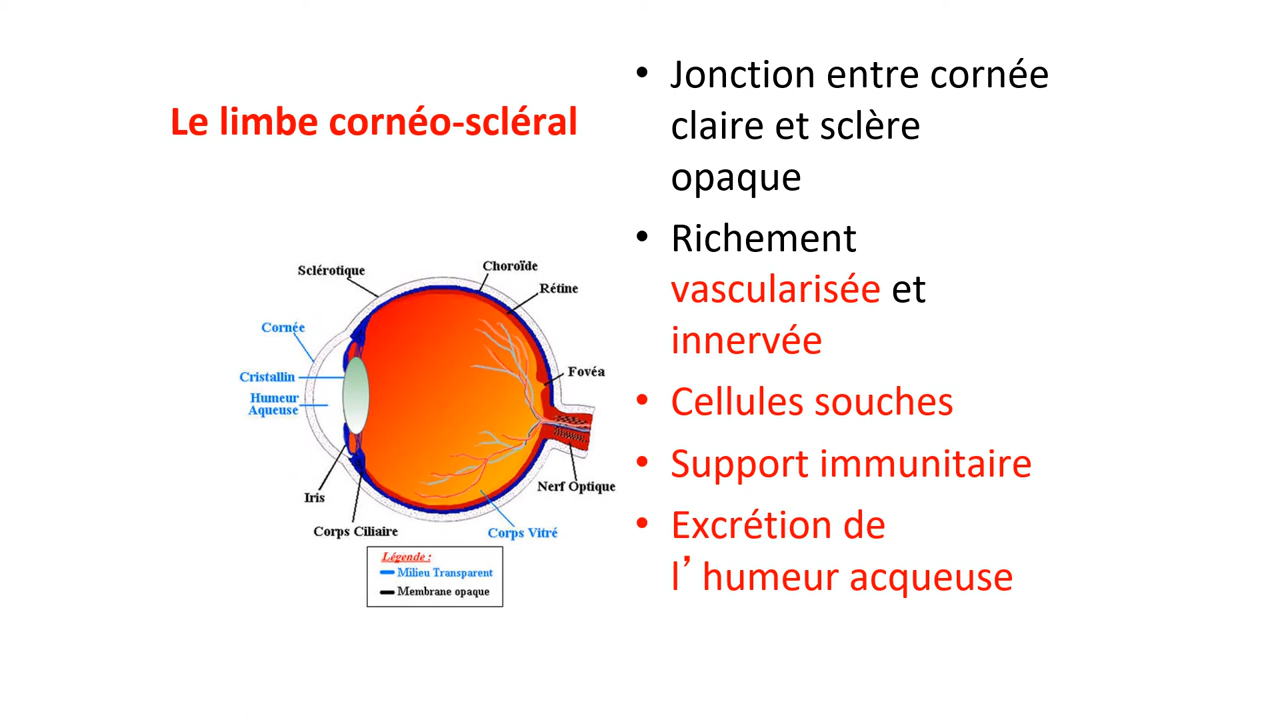 Le limbe cornéo-scléral
• Jonction entre cornée
claire et sclère
opaque
• Richement
vascularisée et
innervée
• Cellules souches
• Support immunitaire
• Excrétion de
l’humeur acqueuse
Sclérotique
Choroïde
Rétine
Cornée
Fovéa
Cristallin
Humeur
Aqueuse
Nerf Optique
Iris
Corps Ciliaire
Corps Vitré
Légende :
Milieu Transparent
Membrane opaque